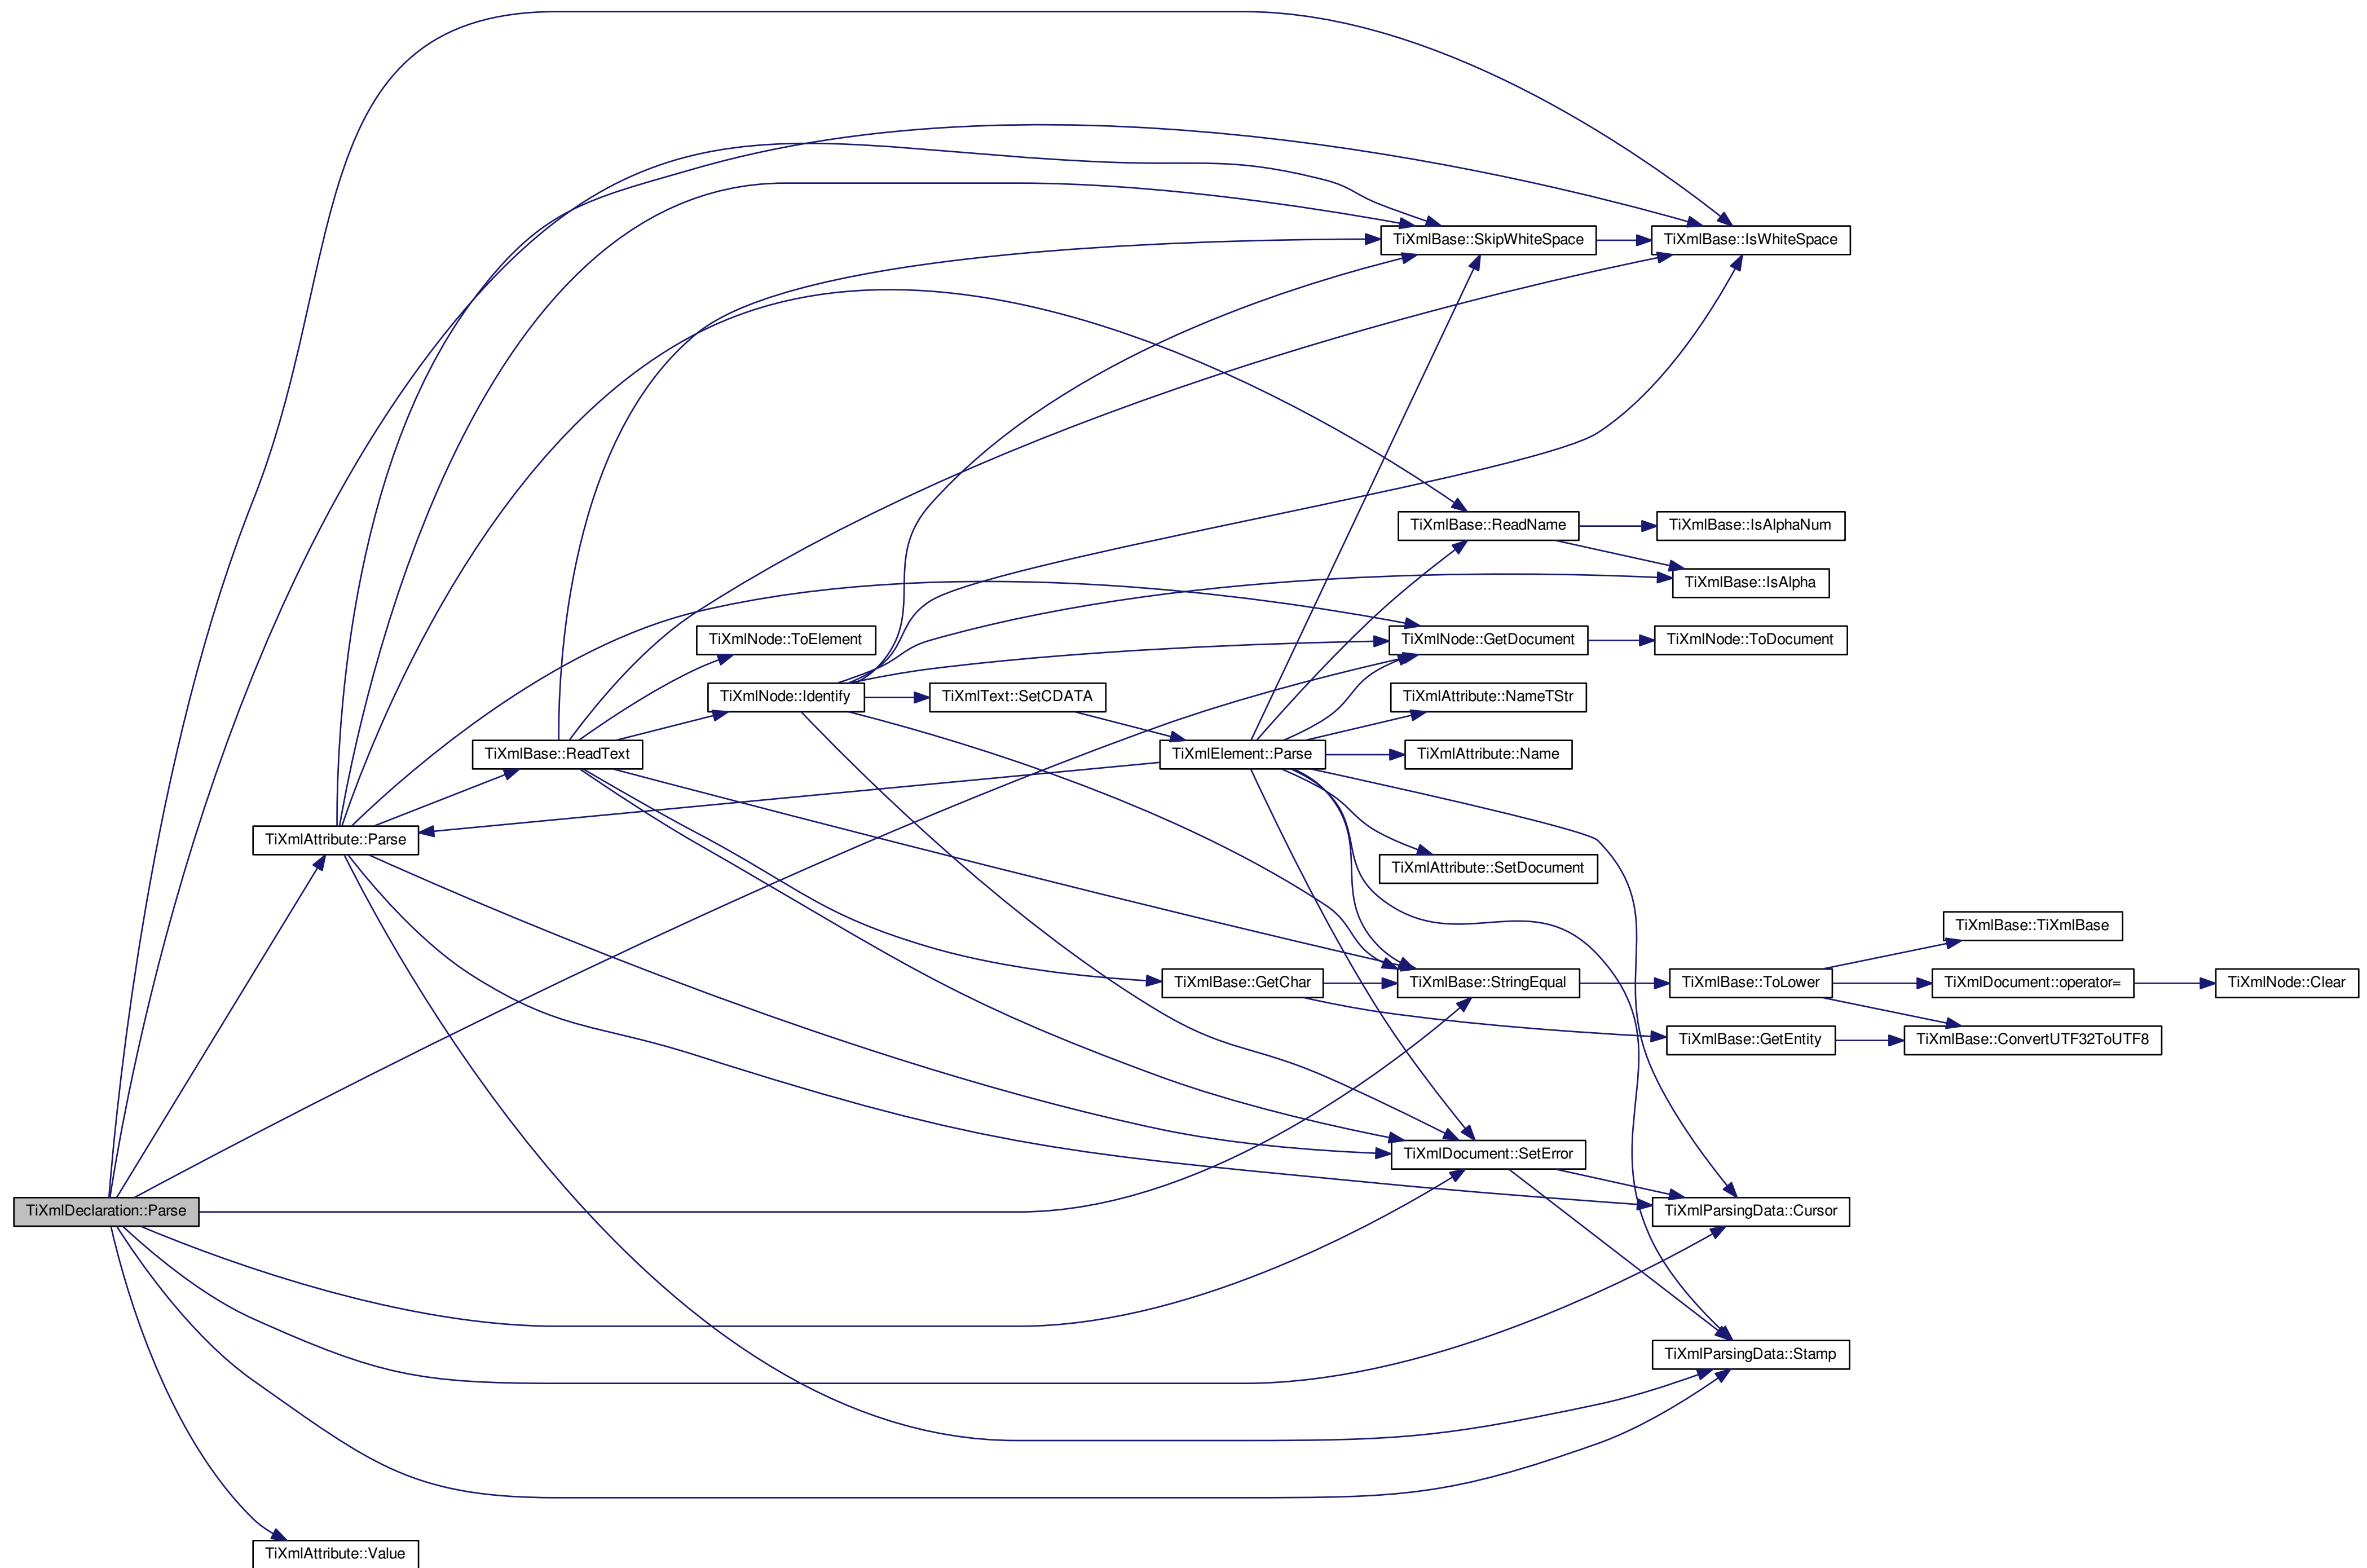 TiXmlBase::SkipWhiteSpace
TiXmlBase::IsWhiteSpace
TiXmlBase::ReadName
TiXmlBase::IsAlphaNum
TiXmlBase::IsAlpha
TiXmlNode::ToElement
TiXmlNode::GetDocument
TiXmlNode::ToDocument
TiXmlNode::Identify
TiXmlText::SetCDATA
TiXmlAttribute::NameTStr
TiXmlBase::ReadText
TiXmlElement::Parse
TiXmlAttribute::Name
TiXmlAttribute::Parse
TiXmlAttribute::SetDocument
TiXmlBase::TiXmlBase
TiXmlBase::GetChar
TiXmlBase::StringEqual
TiXmlBase::ToLower
TiXmlDocument::operator=
TiXmlNode::Clear
TiXmlBase::GetEntity
TiXmlBase::ConvertUTF32ToUTF8
TiXmlDocument::SetError
TiXmlDeclaration::Parse
TiXmlParsingData::Cursor
TiXmlParsingData::Stamp
TiXmlAttribute::Value